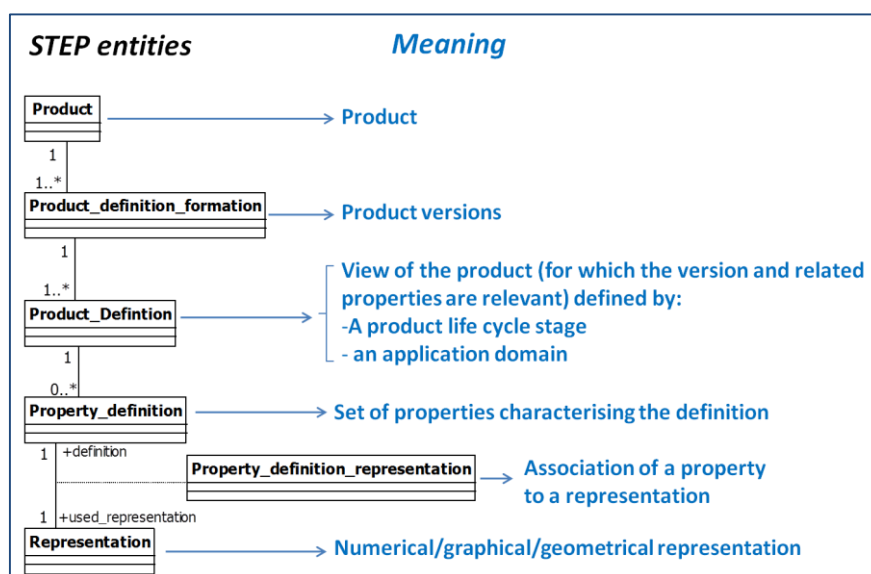 STEP entities Meaning
Product
Product
1
1..*
Product_definition_formation
Product versions
1
1..*
View of the product (for which the version and related
properties are relevant) defined by:
-A product life cycle stage
- an application domain
Product_Defintion
1
0..*
Property_definition
Set of properties characterising the definition
1 +definition
Property_definition_representation
Association of a property
to a representation
1 +used_representation
Representation
Numerical/graphical/geometrical representation